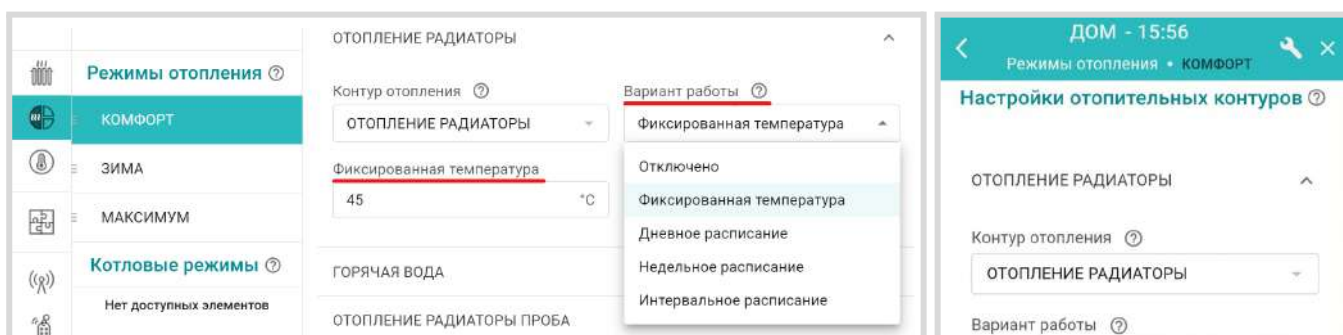 ОТОПЛЕНИЕ РАДИАТОРЫ
Режимы отопления
Контур отопления
Вариант работы
КОМФОРТ
ОТОПЛЕНИЕ РАДИАТОРЫ
Фиксированная температура
ЗИМА
Фиксированная температура
Отключено
45
°C
Фиксированная температура
МАКСИМУМ
Дневное расписание
Котловые режимы
ГОРЯЧАЯ ВОДА
Недельное расписание
Нет доступных элементов
Интервальное расписание
ОТОПЛЕНИЕ РАДИАТОРЫ ПРОБА
ДОМ - 15:56
Режимы отопления • КОМФОРТ
Настройки отопительных контуров
ОТОПЛЕНИЕ РАДИАТОРЫ
Контур отопления
ОТОПЛЕНИЕ РАДИАТОРЫ
Вариант работы